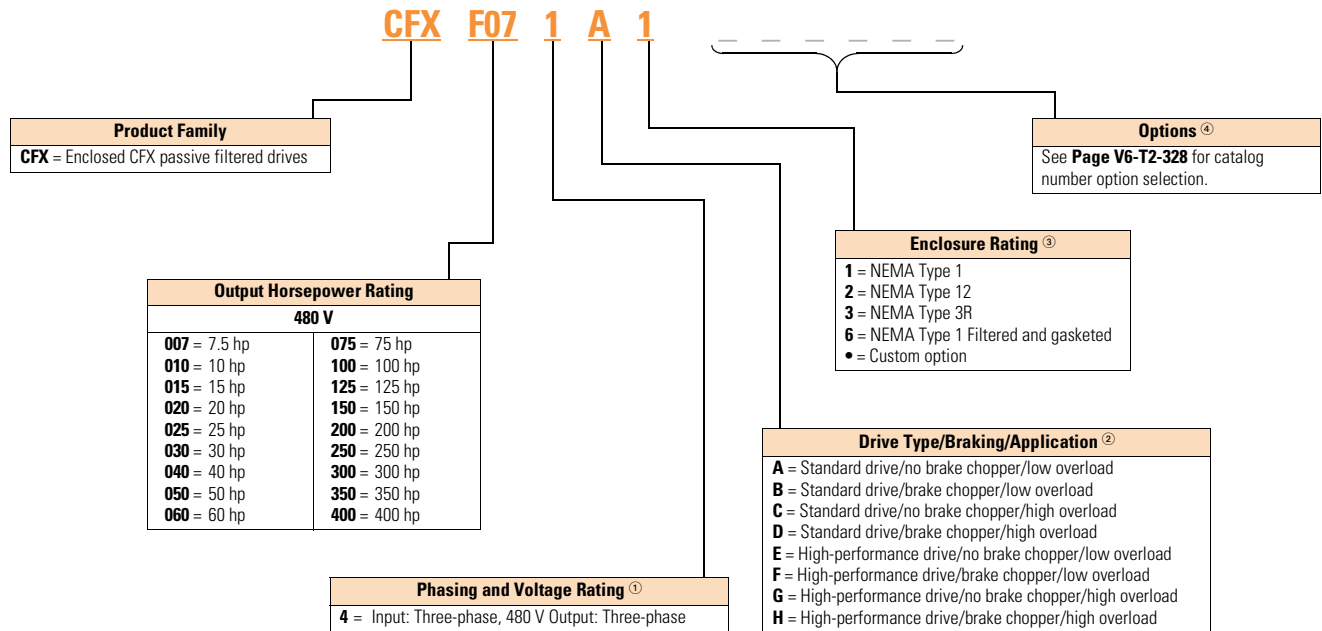 CFX F07 1 A 1 _ _ _ _ _ _
Product Family
CFX = Enclosed CFX passive filtered drives
Options ④
See Page V6-T2-328 for catalog
number option selection.
Enclosure Rating ③
1 = NEMA Type 1
2 = NEMA Type 12
3 = NEMA Type 3R
6 = NEMA Type 1 Filtered and gasketed
• = Custom option
Output Horsepower Rating
480 V
007 = 7.5 hp
010 = 10 hp
015 = 15 hp
020 = 20 hp
025 = 25 hp
030 = 30 hp
040 = 40 hp
050 = 50 hp
060 = 60 hp
075 = 75 hp
100 = 100 hp
125 = 125 hp
150 = 150 hp
200 = 200 hp
250 = 250 hp
300 = 300 hp
350 = 350 hp
400 = 400 hp
Drive Type/Braking/Application ②
A = Standard drive/no brake chopper/low overload
B = Standard drive/brake chopper/low overload
C = Standard drive/no brake chopper/high overload
D = Standard drive/brake chopper/high overload
E = High-performance drive/no brake chopper/low overload
F = High-performance drive/brake chopper/low overload
G = High-performance drive/no brake chopper/high overload
H = High-performance drive/brake chopper/high overload
Phasing and Voltage Rating ①
4 = Input: Three-phase, 480 V Output: Three-phase